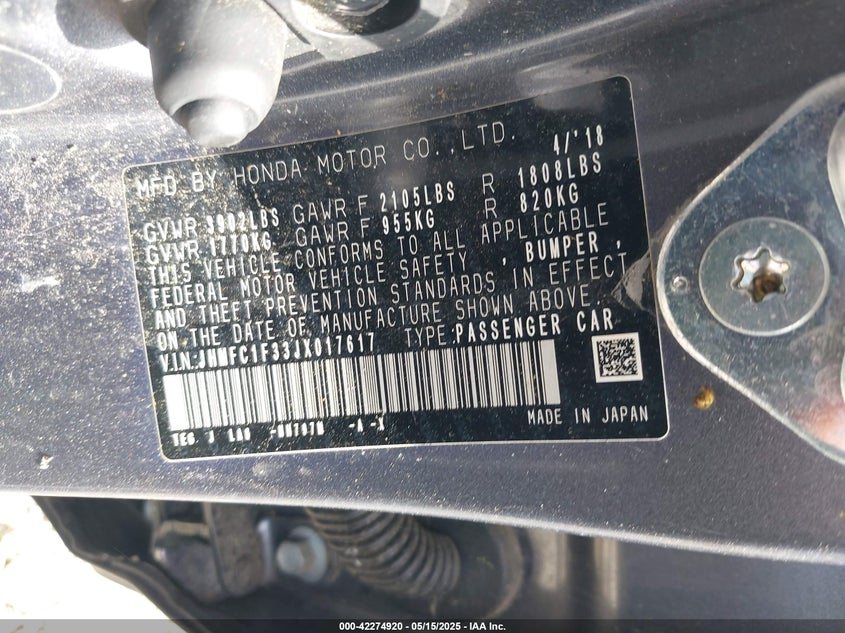 MFD BY HONDA MOTOR CO.,LTD. 4/'18
GVWR 3902LBS GAWR F 2105LBS R 1808LBS
GVWR 1770KG GAWR F 955KG R 820KG
THIS VEHICLE CONFORMS TO ALL APPLICABLE
FEDERAL MOTOR VEHICLE SAFETY , BUMPER ,
AND THEFT PREVENTION STANDARDS IN EFFECT
ON THE DATE OF MANUFACTURE SHOWN ABOVE.
V.I.N:JHMFC1F33JX017617 TYPE:PASSENGER CAR
MADE IN JAPAN
000-42274920 - 05/15/2025 - IAA Inc.